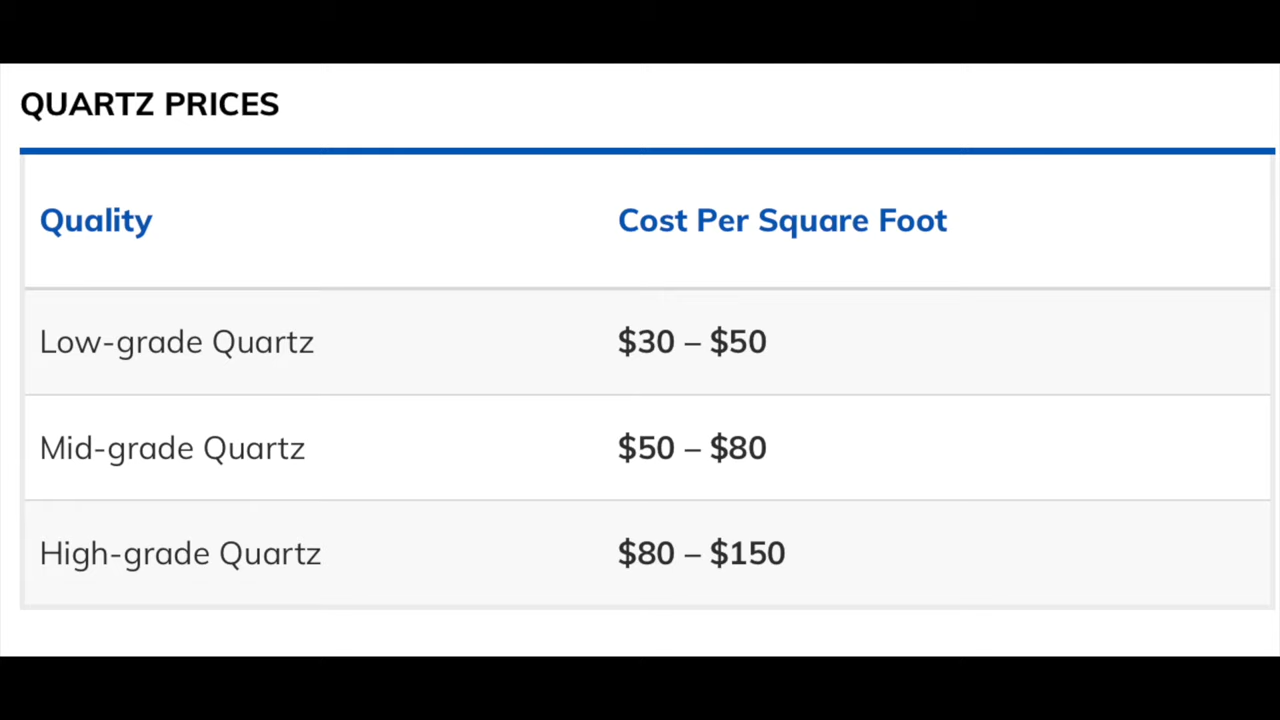 QUARTZ PRICES
Quality Cost Per Square Foot
Low-grade Quartz $30 – $50
Mid-grade Quartz $50 – $80
High-grade Quartz $80 – $150